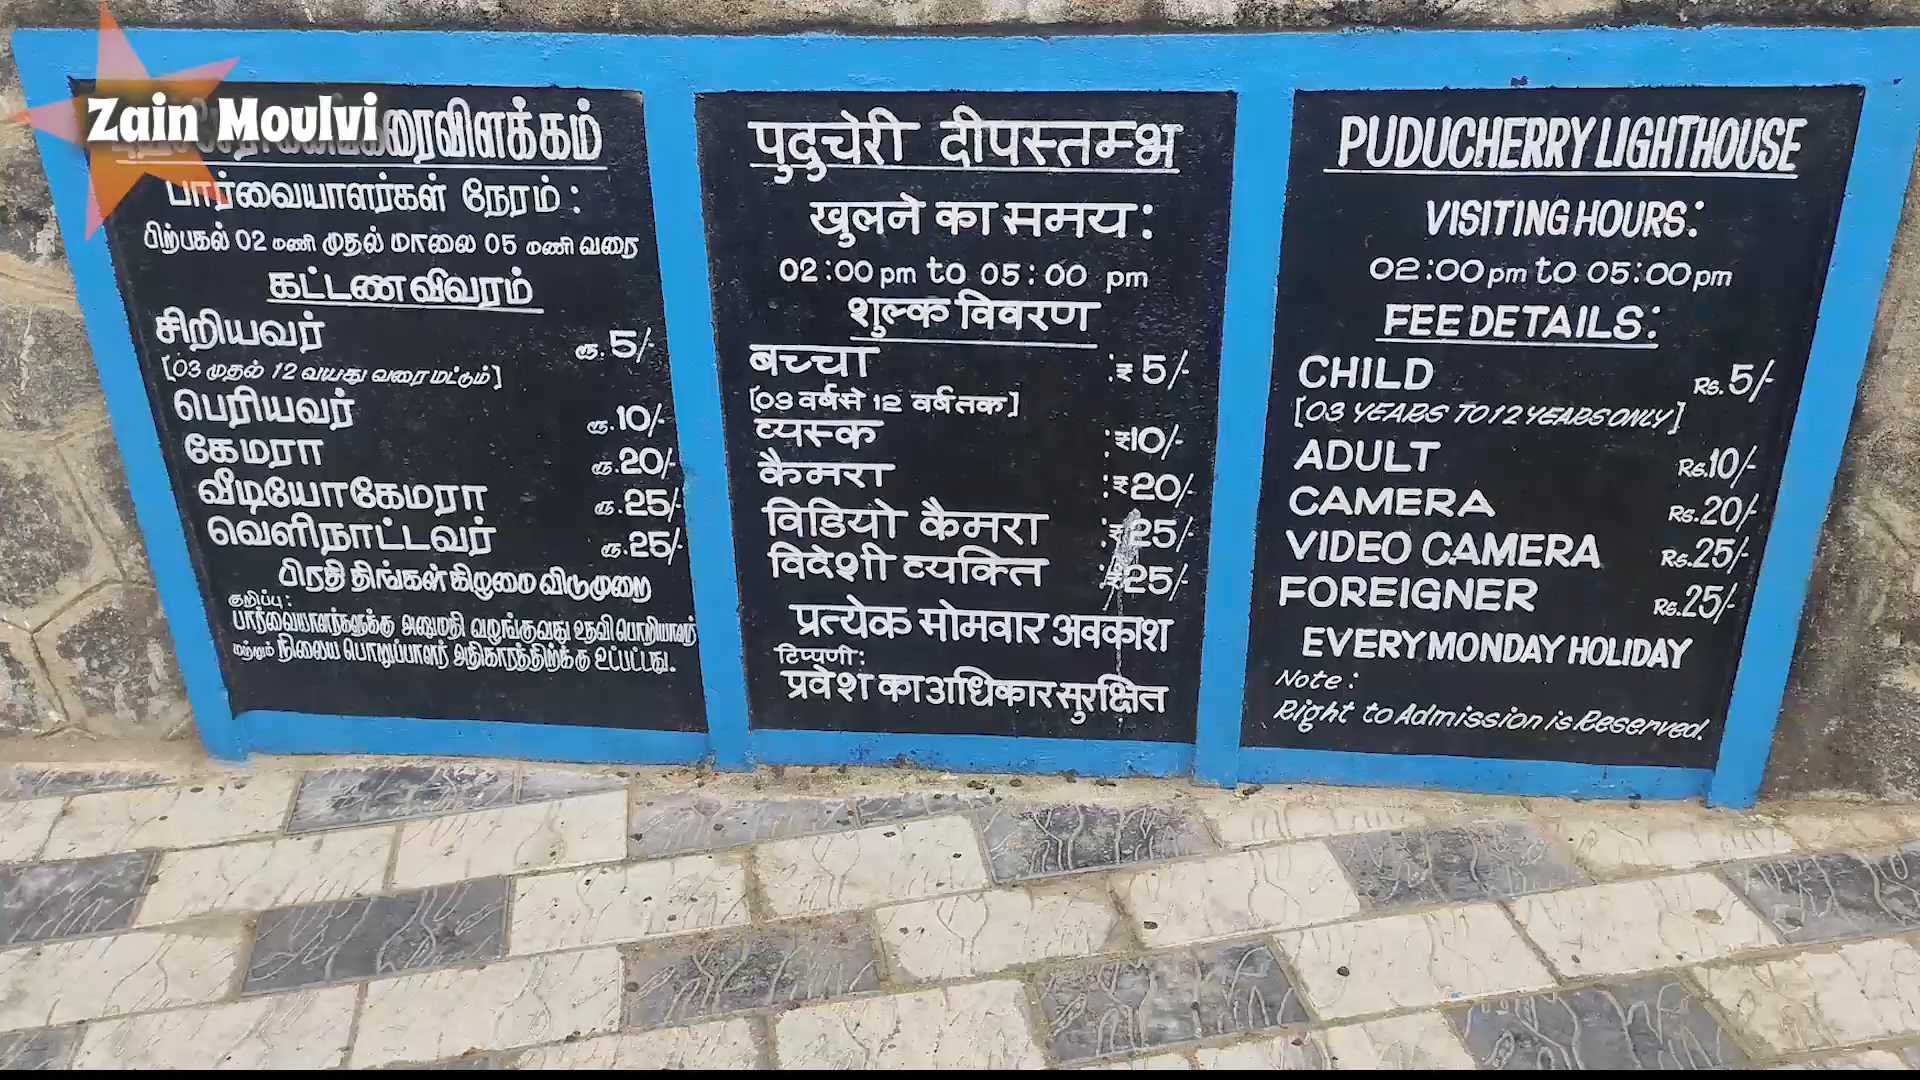 Zain Moulvi
கரைவிளக்கம்
பார்வையாளர்கள் நேரம் :
பிற்பகல் 02 மணி முதல் மாலை 05 மணி வரை
கட்டணவிவரம்
சிறியவர் ரூ. 5/-
[03 முதல் 12 வயது வரை மட்டும்]
பெரியவர் ரூ. 10/-
கேமரா ரூ. 20/-
வீடியோகேமரா ரூ. 25/-
வெளிநாட்டவர் ரூ. 25/-
பிரதி திங்கள் கிழமை விடுமுறை
குறிப்பு :
பார்வையாளர்களுக்கு அனுமதி வழங்குவது உதவி பொறியாளர்
மற்றும் நிலைய பொறுப்பாளர் அதிகாரத்திற்க்கு உட்பட்டது.
पुदुचेरी दीपस्तम्भ
खुलने का समय :
02 : 00 pm to 05 : 00 pm
शुल्क विवरण
बच्चा : ₹ 5/-
[03 वर्ष से 12 वर्ष तक]
व्यस्क : ₹10/-
कैमरा : ₹20/-
विडियो कैमरा : ₹25/-
विदेशी व्यक्ति : ₹25/-
प्रत्येक सोमवार अवकाश
टिप्पणी :
प्रवेश का अधिकार सुरक्षित
PUDUCHERRY LIGHTHOUSE
VISITING HOURS :
02 : 00 pm to 05 : 00 pm
FEE DETAILS :
CHILD Rs. 5/-
[03 YEARS TO 12 YEARS ONLY]
ADULT Rs. 10/-
CAMERA Rs. 20/-
VIDEO CAMERA Rs. 25/-
FOREIGNER Rs. 25/-
EVERY MONDAY HOLIDAY
Note :
Right to Admission is Reserved.